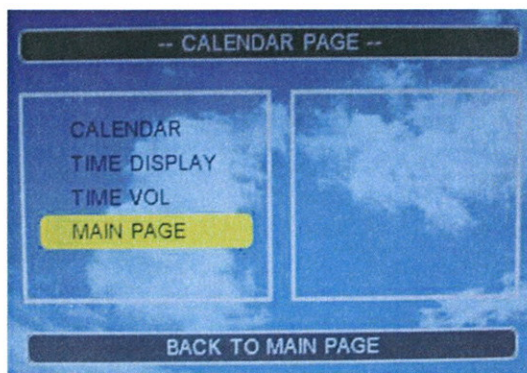 -- CALENDAR PAGE --
CALENDAR
TIME DISPLAY
TIME VOL
MAIN PAGE
BACK TO MAIN PAGE